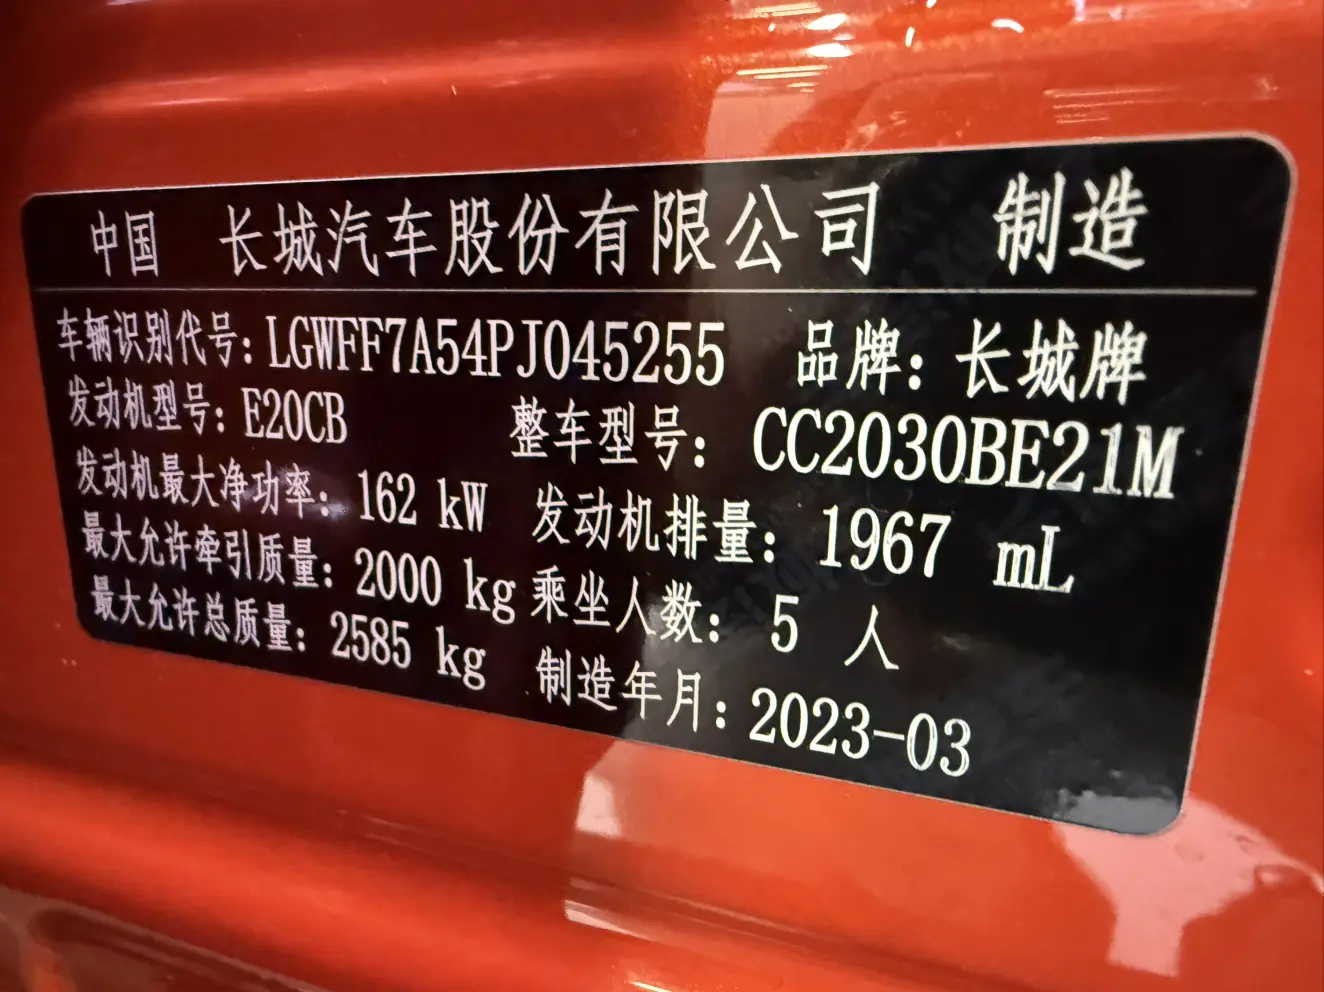 中国 长城汽车股份有限公司 制造
车辆识别代号：LGWFF7A54PJ045255 品牌：长城牌
发动机型号：E20CB 整车型号：CC2030BE21M
发动机最大净功率：162 kW 发动机排量：1967 mL
最大允许牵引质量：2000 kg 乘坐人数：5 人
最大允许总质量：2585 kg 制造年月：2023-03